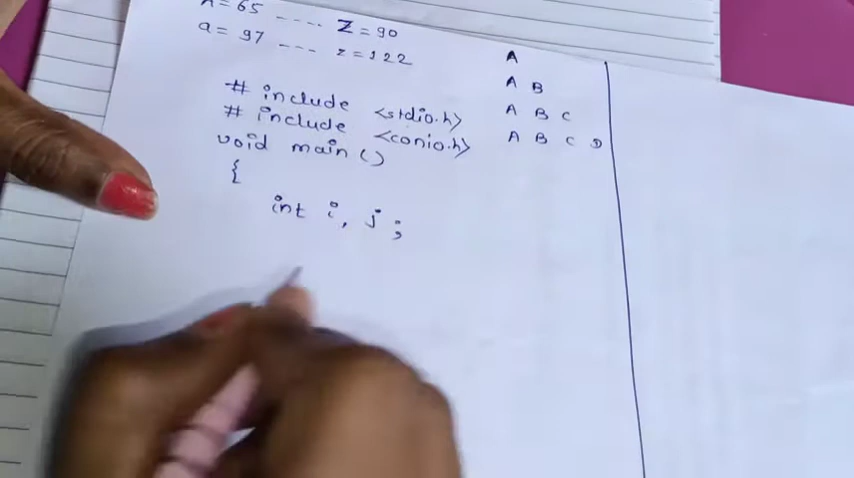 A=65 ---- Z=90
a=97 --- z=122
# include <stdio.h>
# include <conio.h>
void main()
{
int i, j;
A
A B
A B C
A B C D